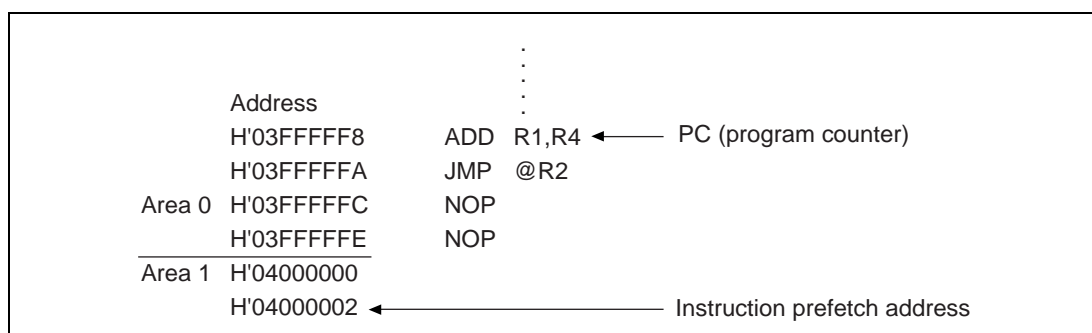 .
.
.
.
.
Address
H'03FFFFF8 ADD R1,R4 PC (program counter)
H'03FFFFFA JMP @R2
Area 0 H'03FFFFFC NOP
H'03FFFFFE NOP
Area 1 H'04000000
H'04000002 Instruction prefetch address